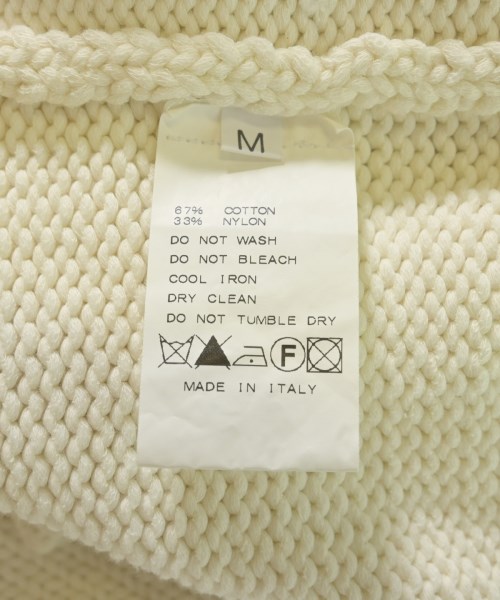 M
67% COTTON
33% NYLON
DO NOT WASH
DO NOT BLEACH
COOL IRON
DRY CLEAN
DO NOT TUMBLE DRY
F
MADE IN ITALY